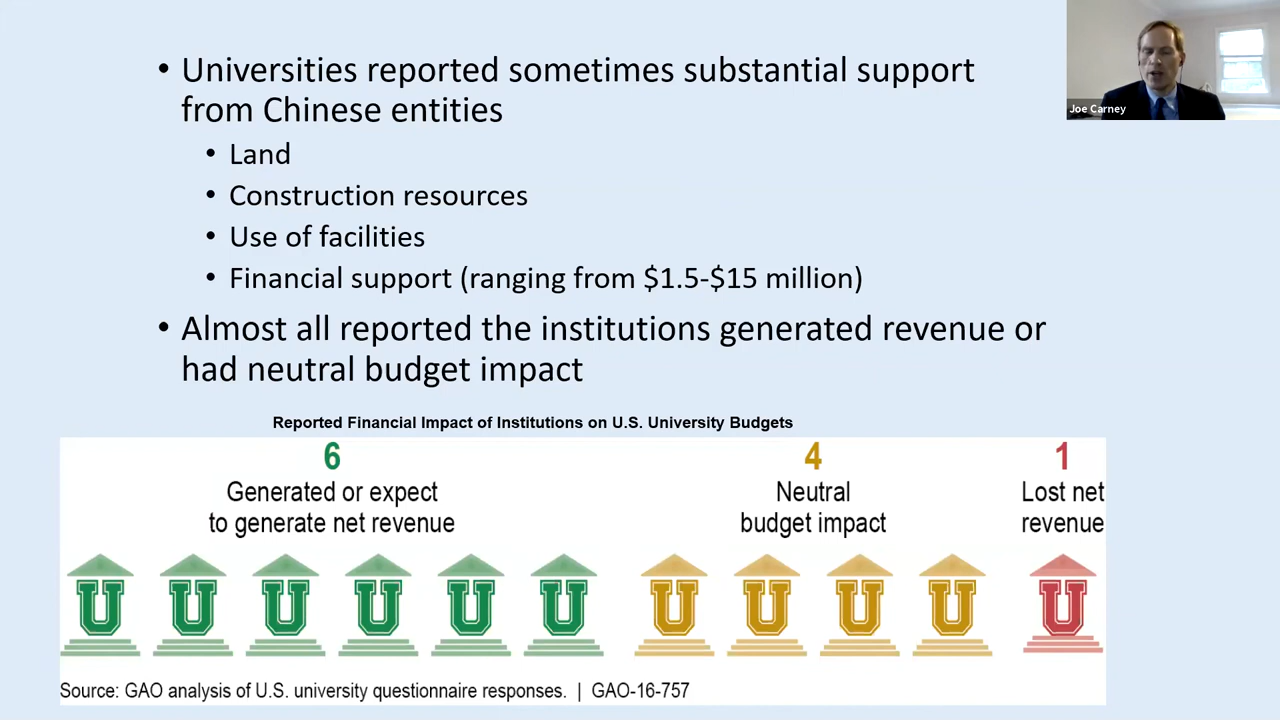 • Universities reported sometimes substantial support
from Chinese entities
• Land
• Construction resources
• Use of facilities
• Financial support (ranging from $1.5-$15 million)
• Almost all reported the institutions generated revenue or
had neutral budget impact
Joe Carney
Reported Financial Impact of Institutions on U.S. University Budgets
6
Generated or expect
to generate net revenue
4
Neutral
budget impact
1
Lost net
revenue
U U U U U U U U U U U
Source: GAO analysis of U.S. university questionnaire responses. | GAO-16-757